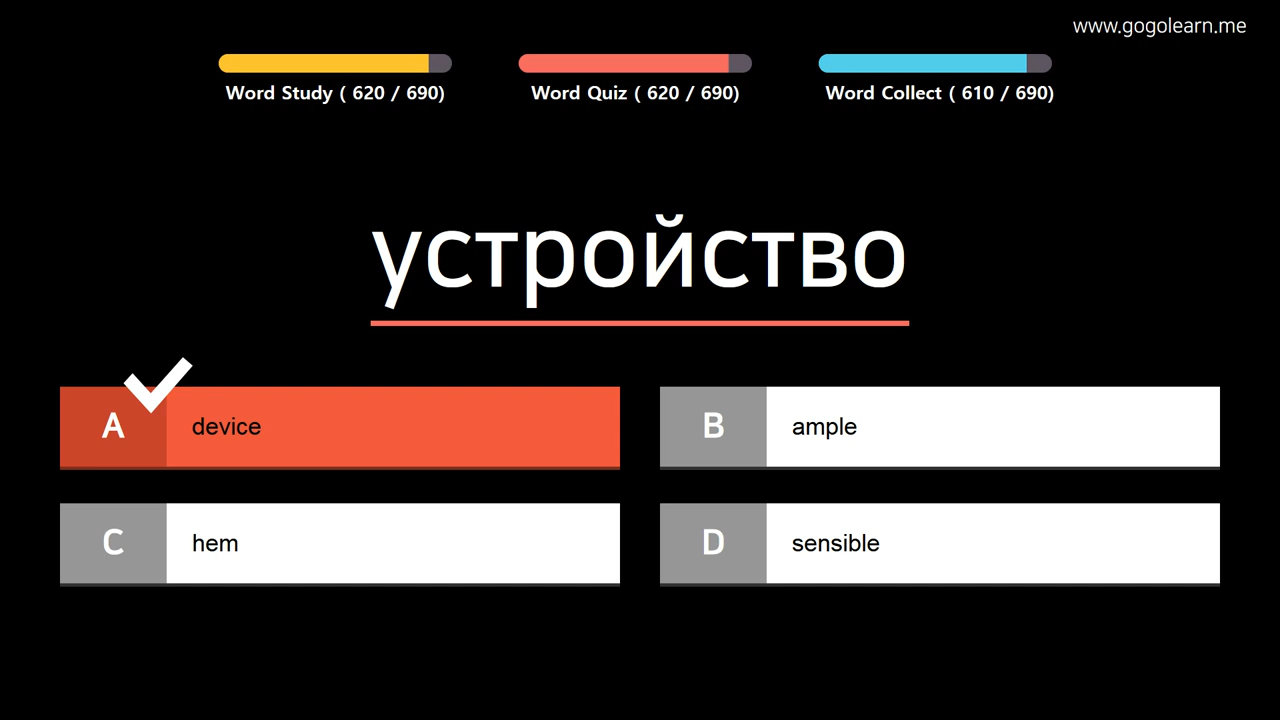 www.gogolearn.me
Word Study ( 620 / 690)
Word Quiz ( 620 / 690)
Word Collect ( 610 / 690)
устройство
A device
B ample
C hem
D sensible